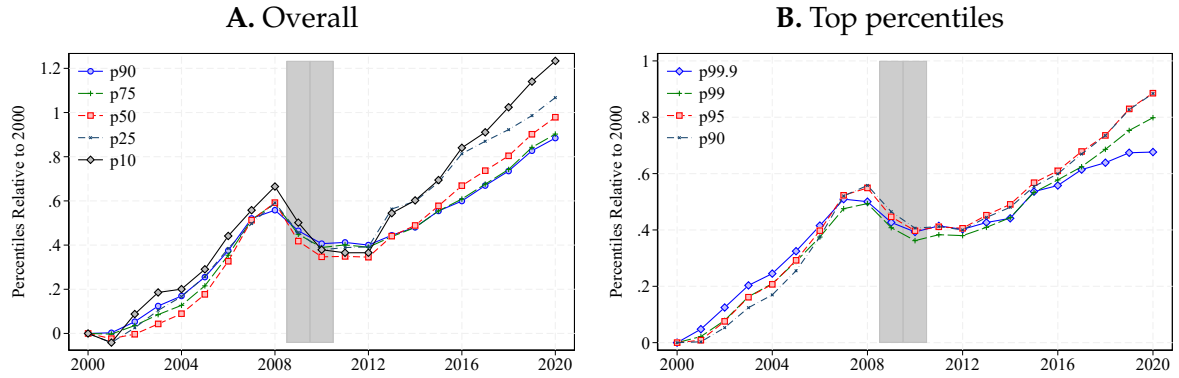 A. Overall
Percentiles Relative to 2000
1.2
1
.8
.6
.4
.2
0
p90
p75
p50
p25
p10
2000 2004 2008 2012 2016 2020
B. Top percentiles
Percentiles Relative to 2000
1
.8
.6
.4
.2
0
p99.9
p99
p95
p90
2000 2004 2008 2012 2016 2020